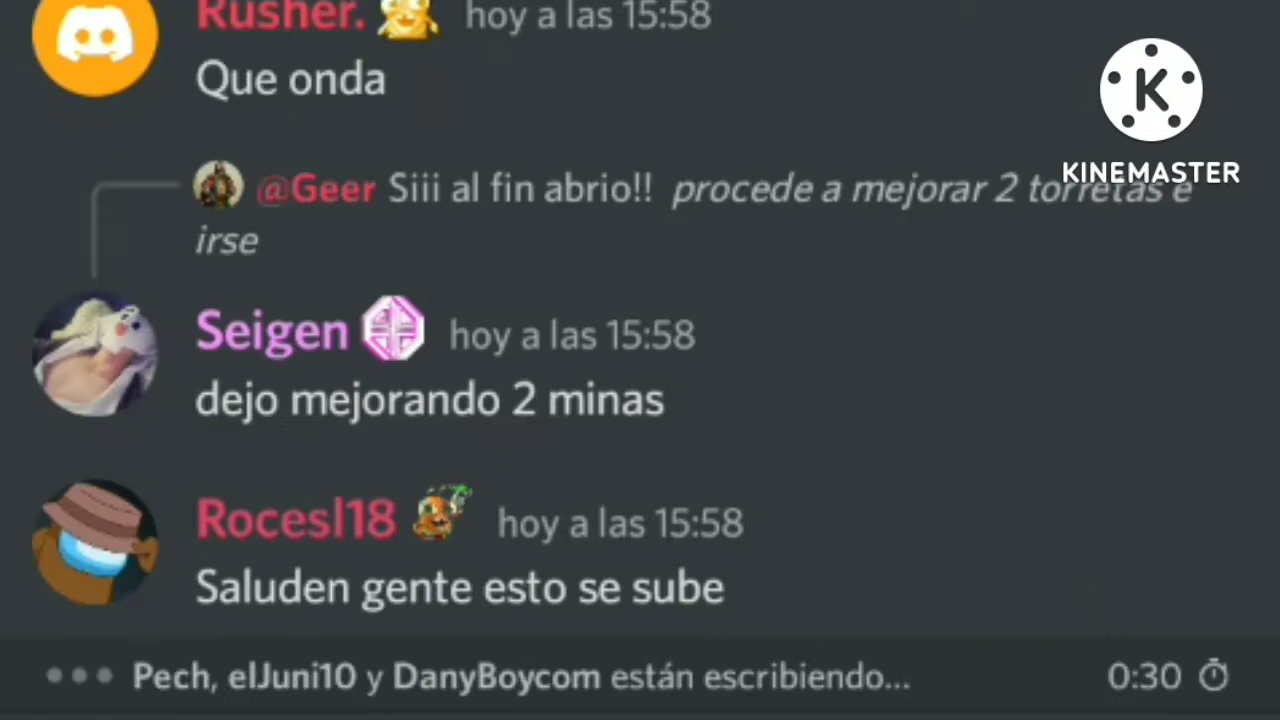 Rusher. hoy a las 15:58
Que onda
@Geer Siii al fin abrio!! procede a mejorar 2 torretas e
irse
Seigen hoy a las 15:58
dejo mejorando 2 minas
Rocesl18 hoy a las 15:58
Saluden gente esto se sube
Pech, elJuni10 y DanyBoycom están escribiendo... 0:30
K
KINEMASTER